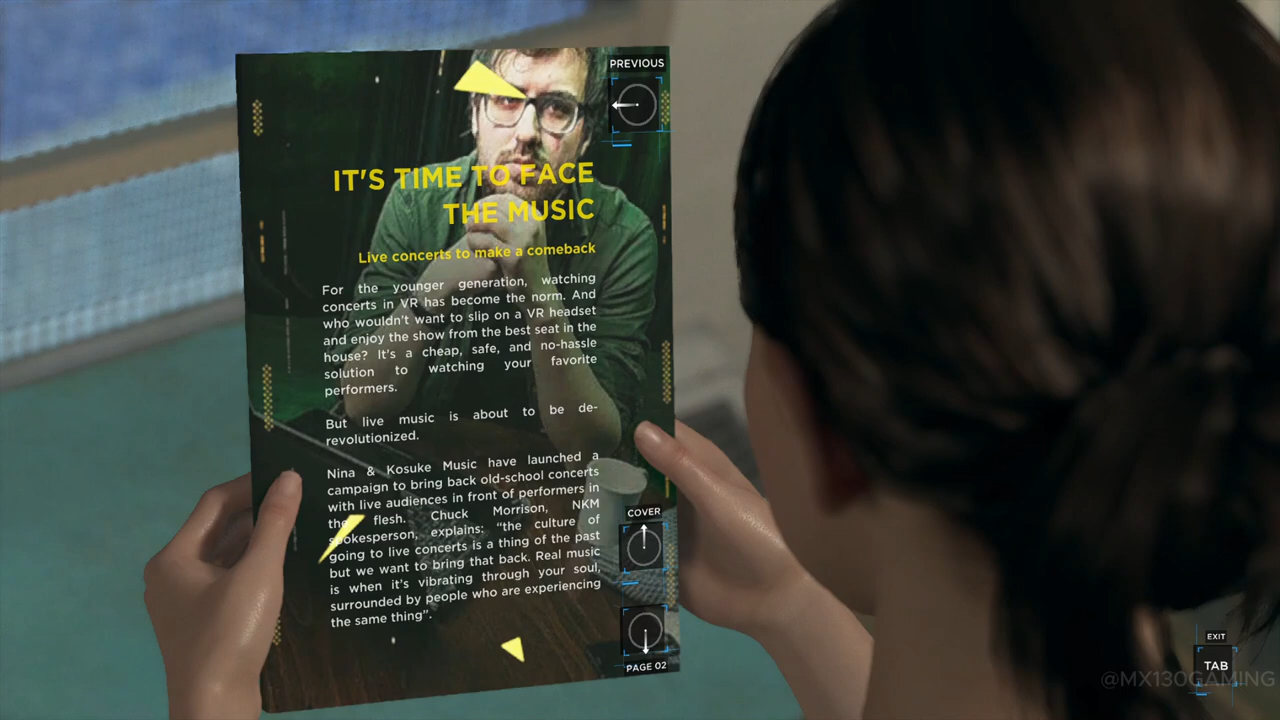 PREVIOUS
IT'S TIME TO FACE
THE MUSIC
Live concerts to make a comeback
For the younger generation, watching
concerts in VR has become the norm. And
who wouldn't want to slip on a VR headset
and enjoy the show from the best seat in the
house? It's a cheap, safe, and no-hassle
solution to watching your favorite
performers.
But live music is about to be de-
revolutionized.
Nina & Kosuke Music have launched a
campaign to bring back old-school concerts
with live audiences in front of performers in
the flesh. Chuck Morrison, NKM
spokesperson, explains: “the culture of
going to live concerts is a thing of the past
but we want to bring that back. Real music
is when it's vibrating through your soul,
surrounded by people who are experiencing
the same thing”.
COVER
PAGE 02
EXIT
TAB
@MX130GAMING